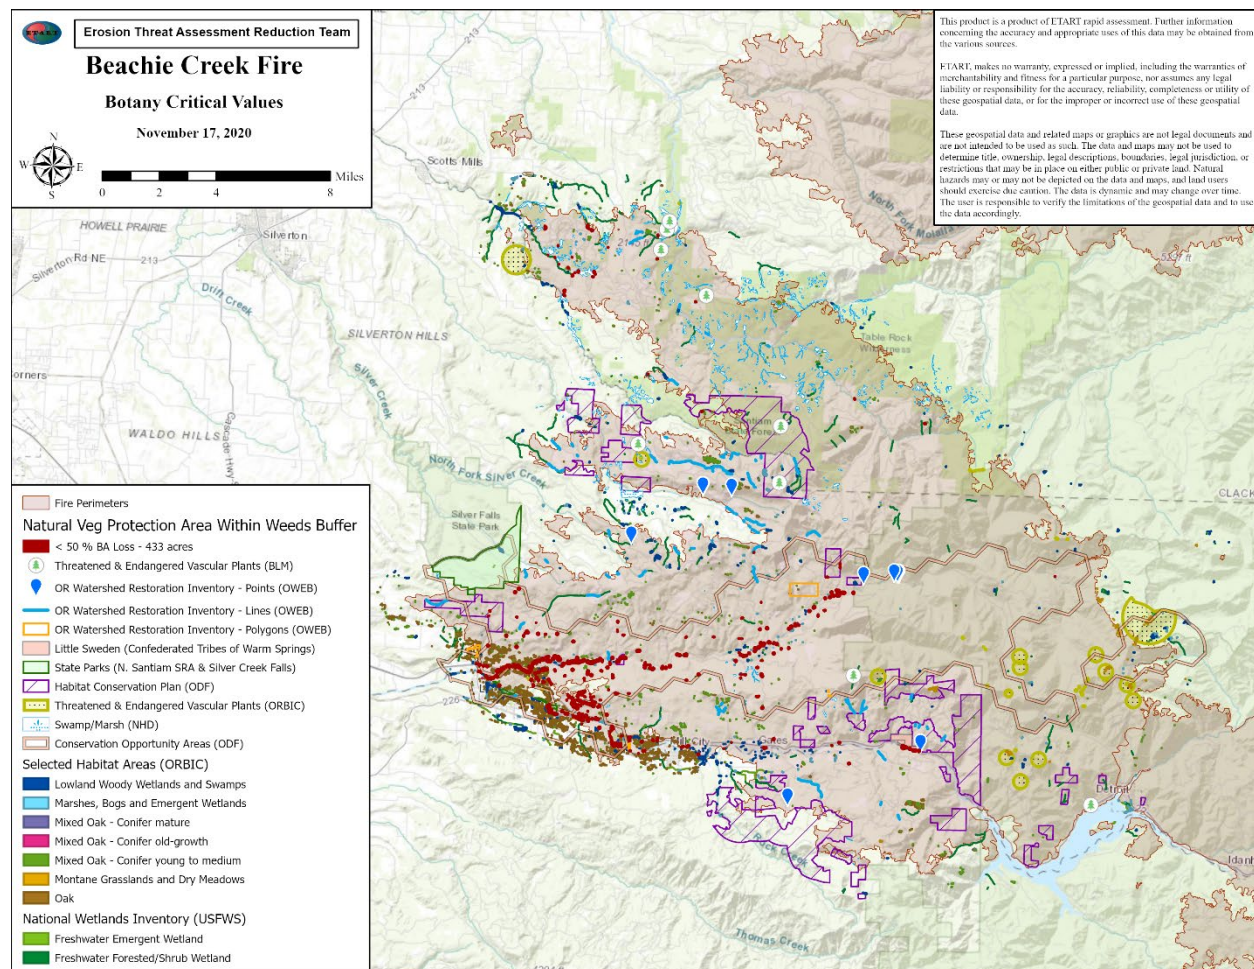 ETART
Erosion Threat Assessment Reduction Team
Beachie Creek Fire
Botany Critical Values
November 17, 2020
N
W
E
S
Miles
0 2 4 8
This product is a product of ETART rapid assessment. Further information
concerning the accuracy and appropriate uses of this data may be obtained from
the various sources.
ETART, makes no warranty, expressed or implied, including the warranties of
merchantability and fitness for a particular purpose, nor assumes any legal
liability or responsibility for the accuracy, reliability, completeness or utility of
these geospatial data, or for the improper or incorrect use of these geospatial
data.
These geospatial data and related maps or graphics are not legal documents and
are not intended to be used as such. The data and maps may not be used to
determine title, ownership, legal descriptions, boundaries, legal jurisdiction, or
restrictions that may be in place on either public or private land. Natural
hazards may or may not be depicted on the data and maps, and land users
should exercise due caution. The data is dynamic and may change over time.
The user is responsible to verify the limitations of the geospatial data and to use
the data accordingly.
213
Scotts Mills
North Fork Molalla
HOWELL PRAIRIE
Silverton
Silverton Rd NE
213
Drift Creek
SILVERTON HILLS
Table Rock
Wilderness
Silver Creek
corners
WALDO HILLS
Cascade Hwy
North Fork Silver Creek
Silver Falls
State Park
CLACK
Detroit
Idanh
Rock Creek
Thomas Creek
Fire Perimeters
Natural Veg Protection Area Within Weeds Buffer
< 50 % BA Loss - 433 acres
Threatened & Endangered Vascular Plants (BLM)
OR Watershed Restoration Inventory - Points (OWEB)
OR Watershed Restoration Inventory - Lines (OWEB)
OR Watershed Restoration Inventory - Polygons (OWEB)
Little Sweden (Confederated Tribes of Warm Springs)
State Parks (N. Santiam SRA & Silver Creek Falls)
Habitat Conservation Plan (ODF)
Threatened & Endangered Vascular Plants (ORBIC)
Swamp/Marsh (NHD)
Conservation Opportunity Areas (ODF)
Selected Habitat Areas (ORBIC)
Lowland Woody Wetlands and Swamps
Marshes, Bogs and Emergent Wetlands
Mixed Oak - Conifer mature
Mixed Oak - Conifer old-growth
Mixed Oak - Conifer young to medium
Montane Grasslands and Dry Meadows
Oak
National Wetlands Inventory (USFWS)
Freshwater Emergent Wetland
Freshwater Forested/Shrub Wetland